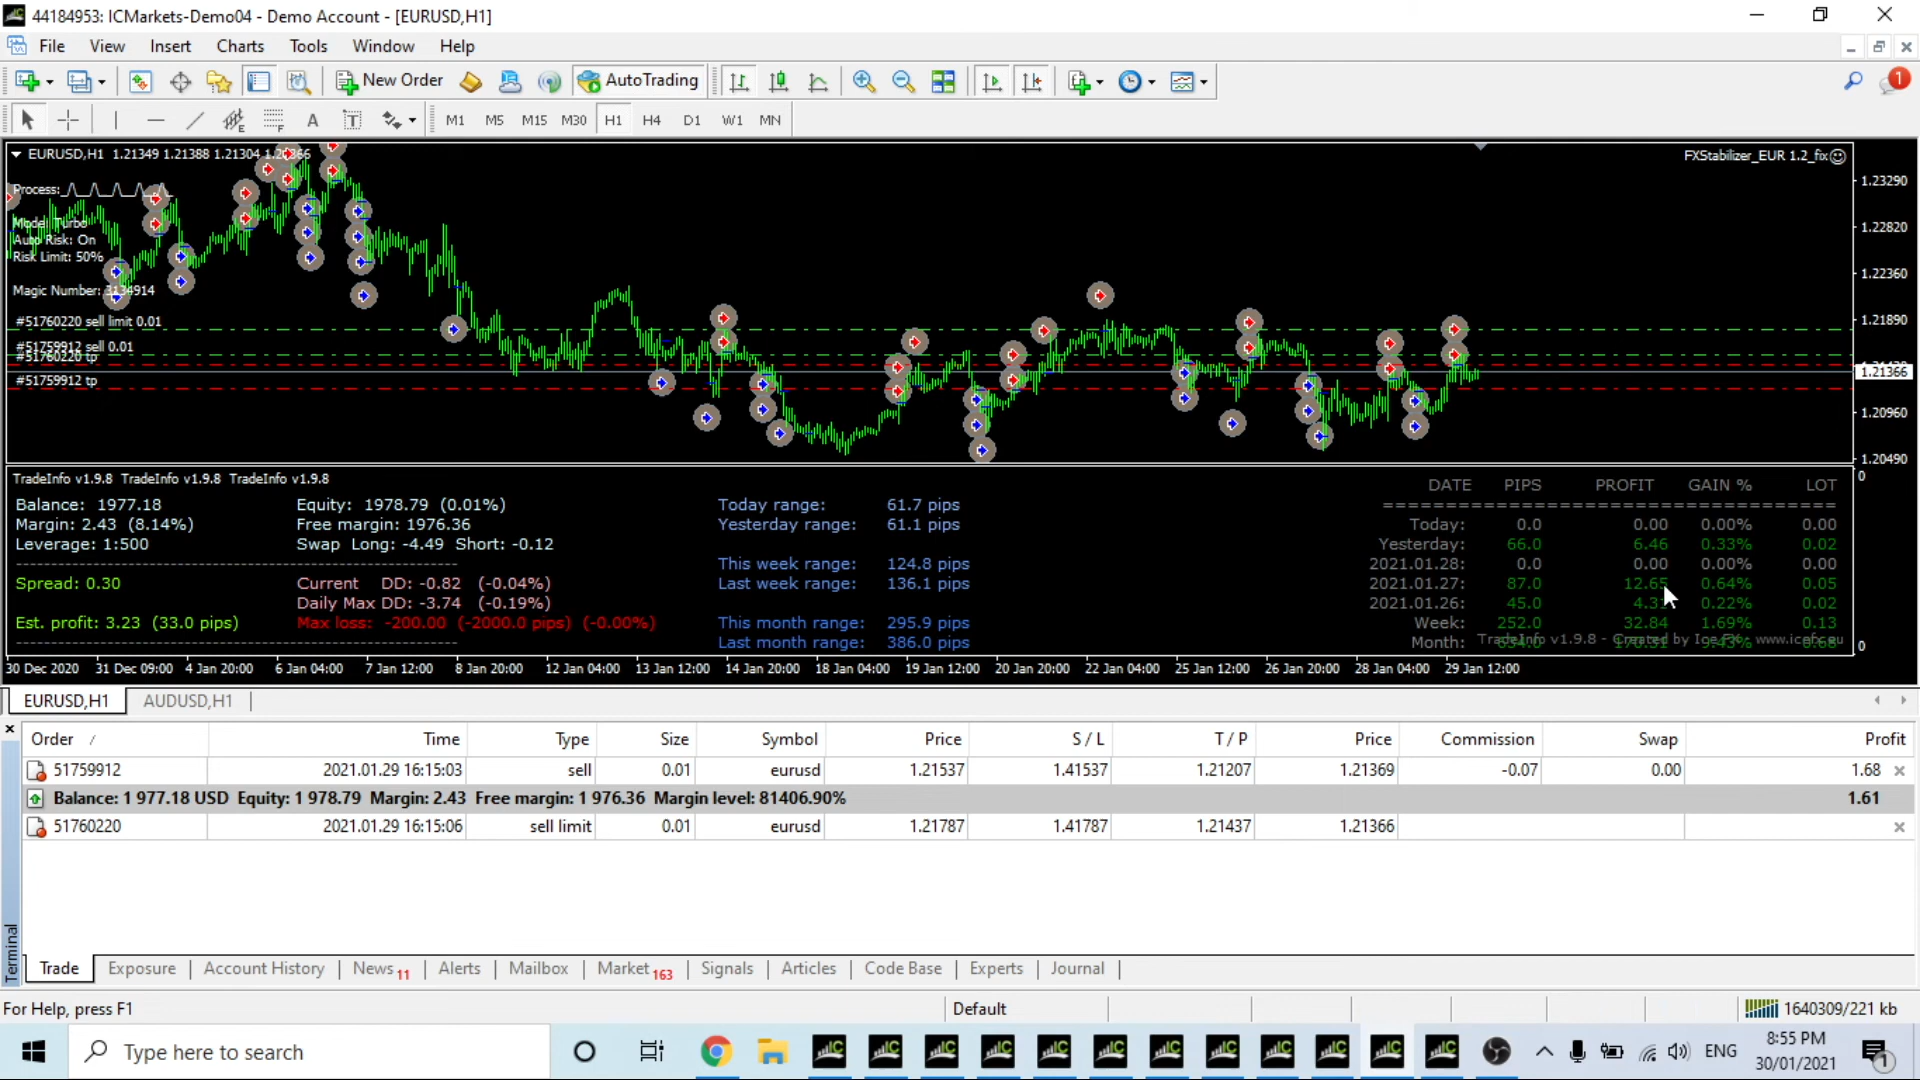 44184953: ICMarkets-Demo04 - Demo Account - [EURUSD,H1]
File View Insert Charts Tools Window Help
New Order AutoTrading 1
A T M1 M5 M15 M30 H1 H4 D1 W1 MN
EURUSD,H1 1.21349 1.21388 1.21304 1.21366 FXStabilizer_EUR 1.2_fix
Process:
Mode: Turbo
Auto Risk: On
Risk Limit: 50%
Magic Number: 3134914
#51760220 sell limit 0.01
#51759912 sell 0.01
#51760220 tp
#51759912 tp
1.23290
1.22820
1.22360
1.21890
1.21366
1.20960
1.20490
TradeInfo v1.9.8 TradeInfo v1.9.8 TradeInfo v1.9.8
Balance: 1977.18 Equity: 1978.79 (0.01%)
Margin: 2.43 (8.14%) Free margin: 1976.36
Leverage: 1:500 Swap Long: -4.49 Short: -0.12
Spread: 0.30 Current DD: -0.82 (-0.04%)
Daily Max DD: -3.74 (-0.19%)
Est. profit: 3.23 (33.0 pips) Max loss: -200.00 (-2000.0 pips) (-0.00%)
Today range: 61.7 pips
Yesterday range: 61.1 pips
This week range: 124.8 pips
Last week range: 136.1 pips
This month range: 295.9 pips
Last month range: 386.0 pips
DATE PIPS PROFIT GAIN % LOT
===========================================
Today: 0.0 0.00 0.00% 0.00
Yesterday: 66.0 6.46 0.33% 0.02
2021.01.28: 0.0 0.00 0.00% 0.00
2021.01.27: 87.0 12.65 0.64% 0.05
2021.01.26: 45.0 0.22% 0.02
Week: 252.0 32.84 1.69% 0.13
Month:
TradeInfo v1.9.8 - Created by Ice FX - www.icefx.eu
0
0
30 Dec 2020 31 Dec 09:00 4 Jan 20:00 6 Jan 04:00 7 Jan 12:00 8 Jan 20:00 12 Jan 04:00 13 Jan 12:00 14 Jan 20:00 18 Jan 04:00 19 Jan 12:00 20 Jan 20:00 22 Jan 04:00 25 Jan 12:00 26 Jan 20:00 28 Jan 04:00 29 Jan 12:00
EURUSD,H1 AUDUSD,H1
Order / Time Type Size Symbol Price S / L T / P Price Commission Swap Profit
51759912 2021.01.29 16:15:03 sell 0.01 eurusd 1.21537 1.41537 1.21207 1.21369 -0.07 0.00 1.68
Balance: 1 977.18 USD Equity: 1 978.79 Margin: 2.43 Free margin: 1 976.36 Margin level: 81406.90% 1.61
51760220 2021.01.29 16:15:06 sell limit 0.01 eurusd 1.21787 1.41787 1.21437 1.21366
Terminal
Trade Exposure Account History News 11 Alerts Mailbox Market 163 Signals Articles Code Base Experts Journal
For Help, press F1 Default 1640309/221 kb
Type here to search
ENG 8:55 PM
30/01/2021
1